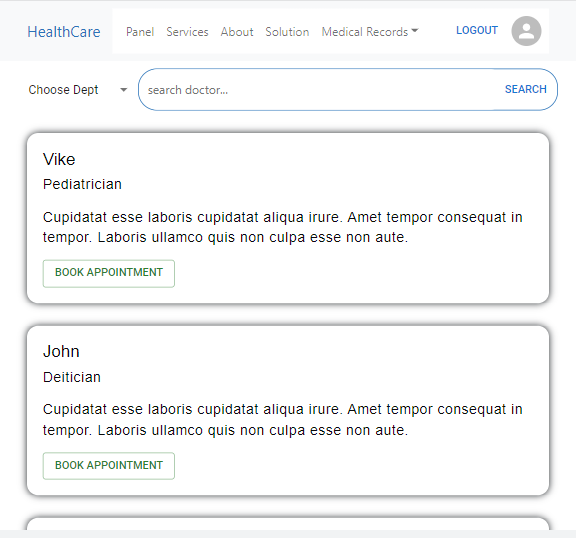 HealthCare Panel Services About Solution Medical Records LOGOUT
Choose Dept search doctor... SEARCH
Vike
Pediatrician
Cupidatat esse laboris cupidatat aliqua irure. Amet tempor consequat in
tempor. Laboris ullamco quis non culpa esse non aute.
BOOK APPOINTMENT
John
Deitician
Cupidatat esse laboris cupidatat aliqua irure. Amet tempor consequat in
tempor. Laboris ullamco quis non culpa esse non aute.
BOOK APPOINTMENT